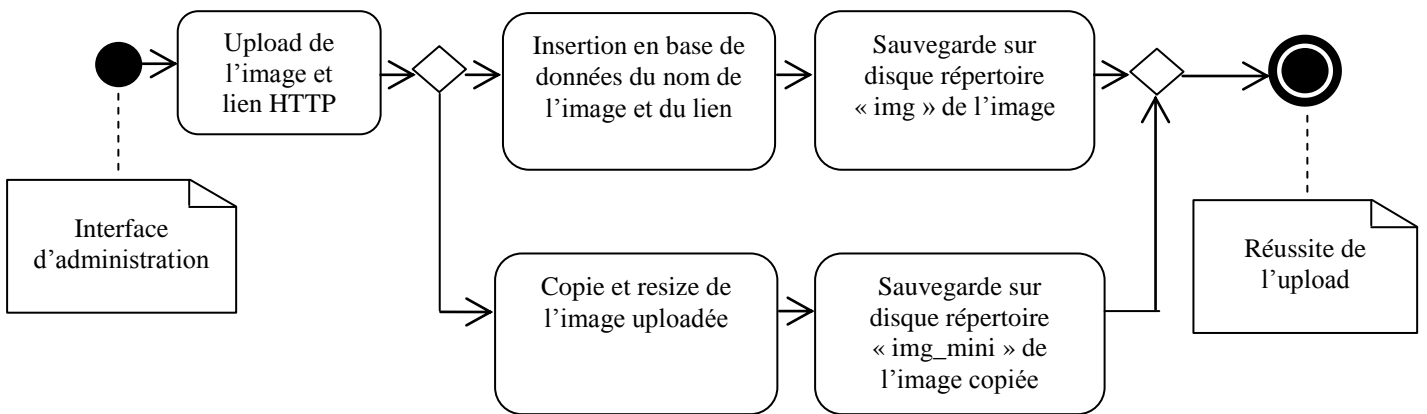 Upload de
l’image et
lien HTTP
Insertion en base de
données du nom de
l’image et du lien
Sauvegarde sur
disque répertoire
« img » de l’image
Interface
d’administration
Copie et resize de
l’image uploadée
Sauvegarde sur
disque répertoire
« img_mini » de
l’image copiée
Réussite de
l’upload